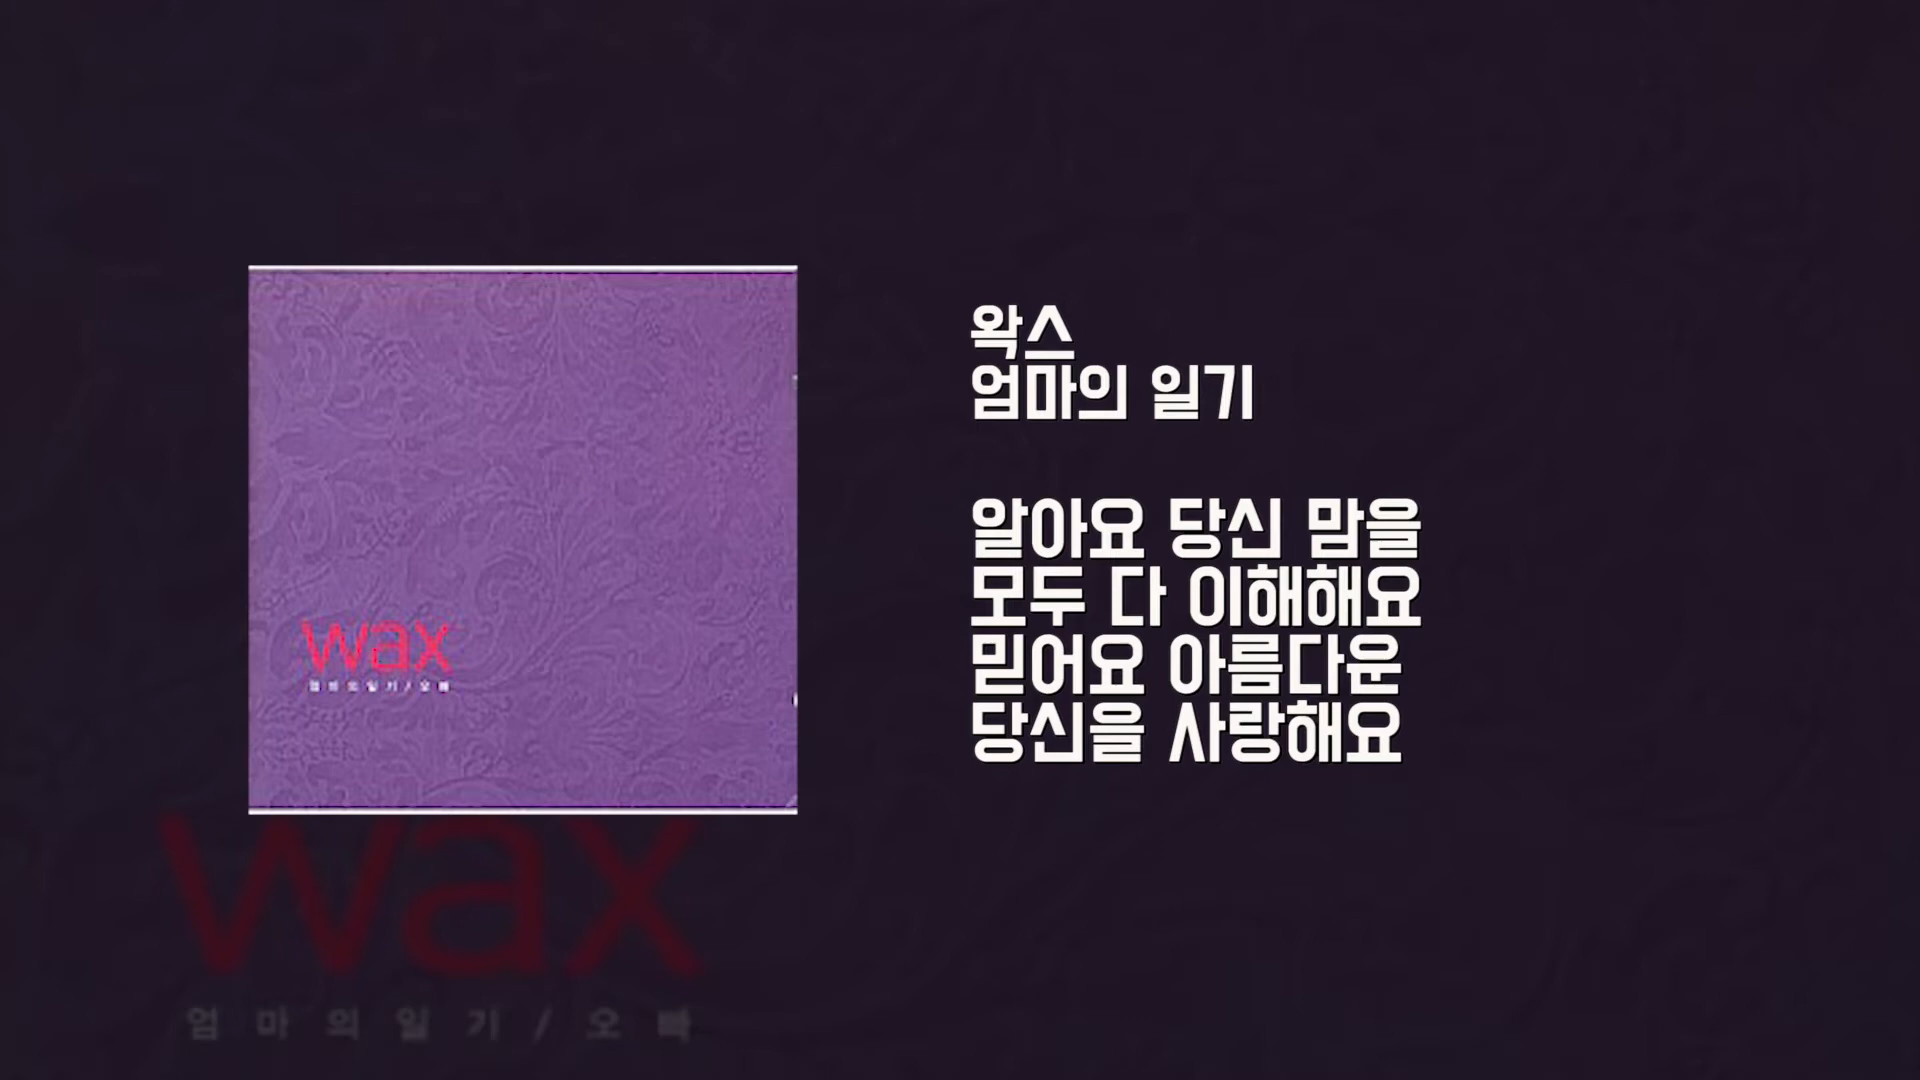 왁스
엄마의 일기
알아요 당신 맘을
모두 다 이해해요
믿어요 아름다운
당신을 사랑해요
wax
엄마의일기/오빠
wax
엄마의일기/오빠